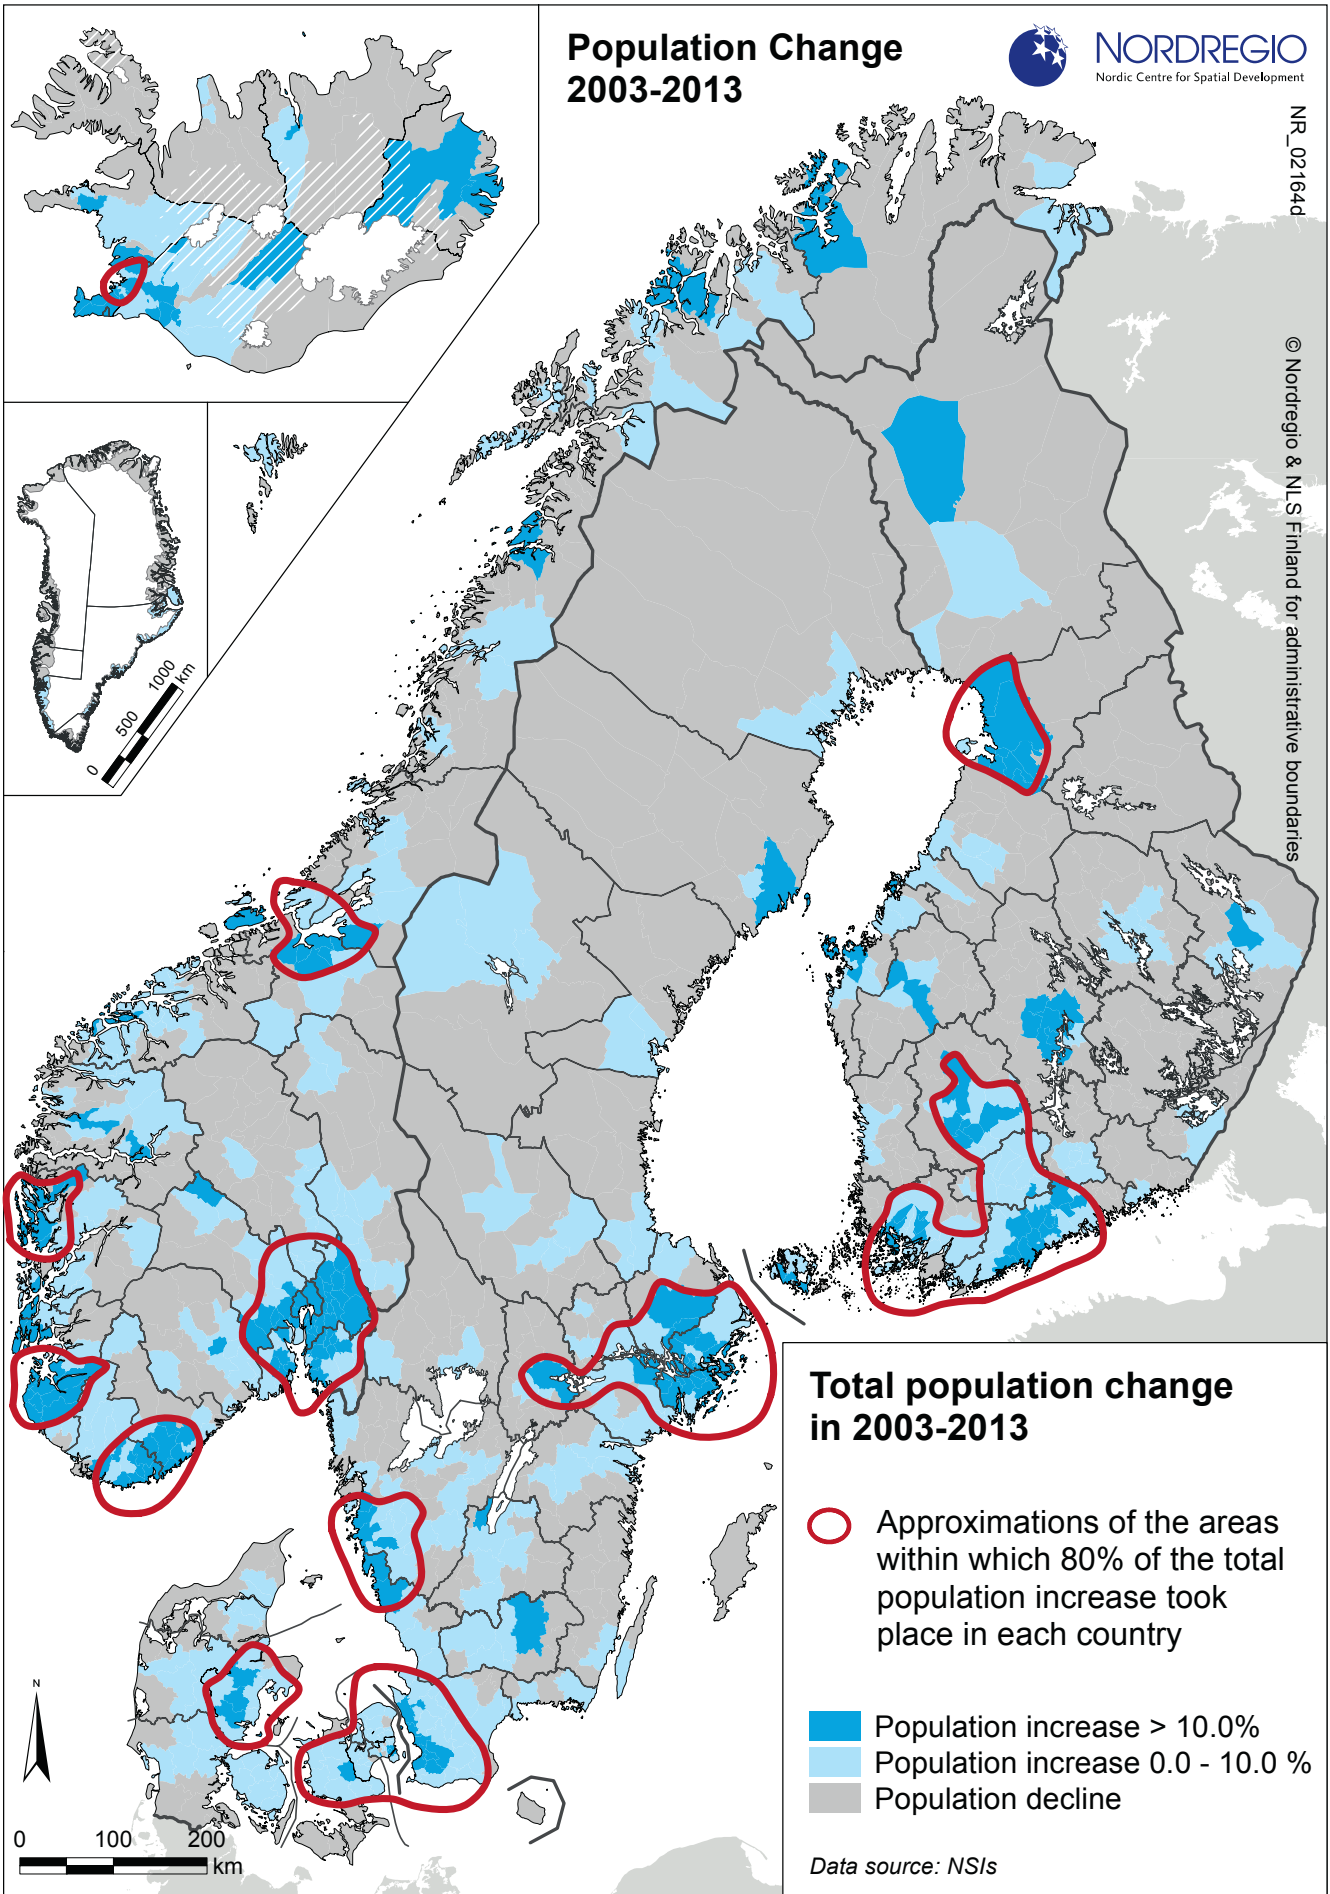 Population Change
2003-2013
NORDREGIO
Nordic Centre for Spatial Development
NR_02164d
© Nordregio & NLS Finland for administrative boundaries
0 500 1000
km
Total population change
in 2003-2013
Approximations of the areas
within which 80% of the total
population increase took
place in each country
Population increase > 10.0%
Population increase 0.0 - 10.0 %
Population decline
Data source: NSIs
N
0 100 200
km